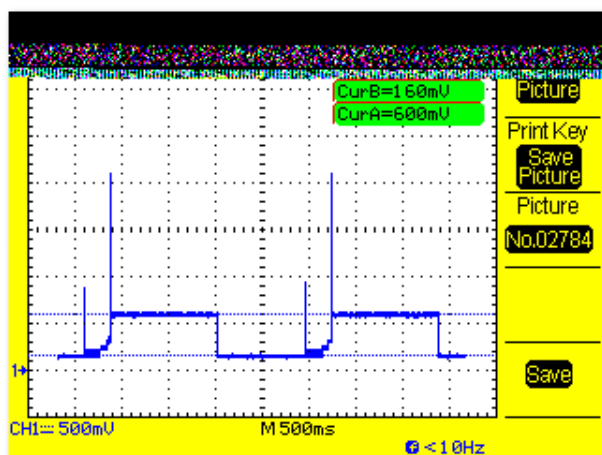 CurB=160mV
CurA=600mV
Picture
Print Key
Save
Picture
Picture
No.02784
Save
1
CH1 500mV
M 500ms
f <10Hz